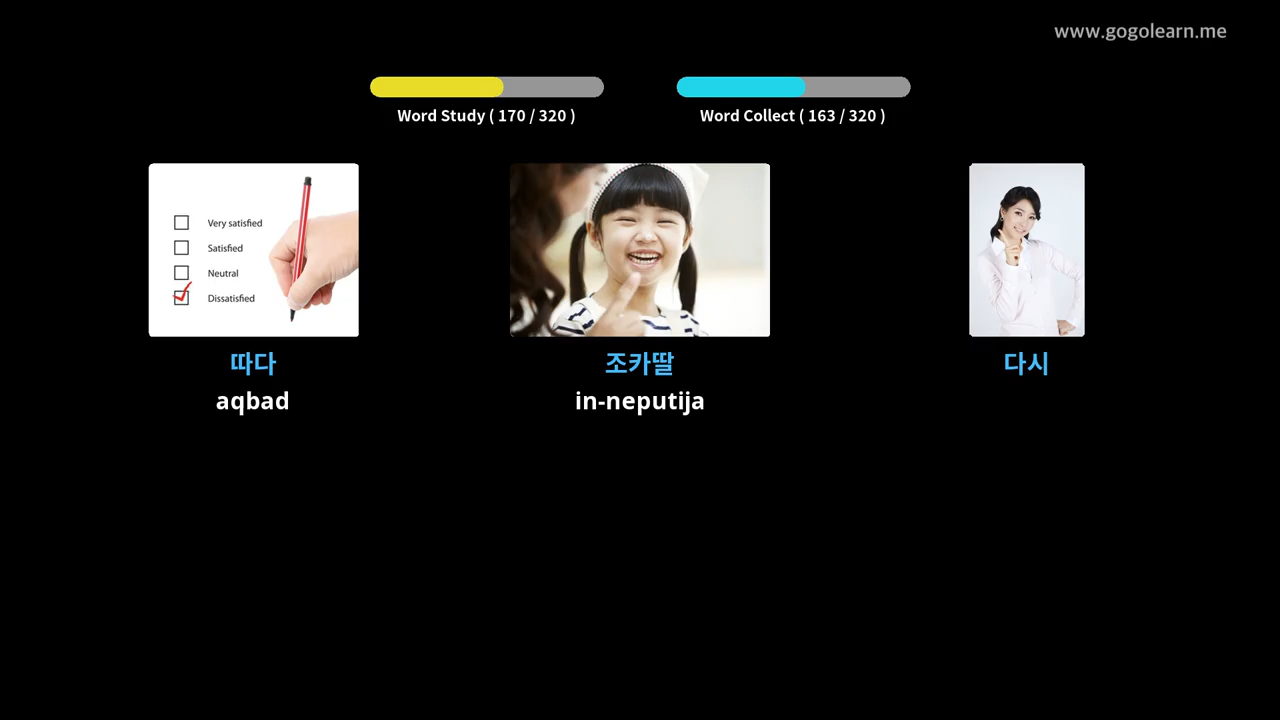 www.gogolearn.me
Word Study ( 170 / 320 )
Word Collect ( 163 / 320 )
Very satisfied
Satisfied
Neutral
Dissatisfied
따다
조카딸
다시
aqbad
in-neputija